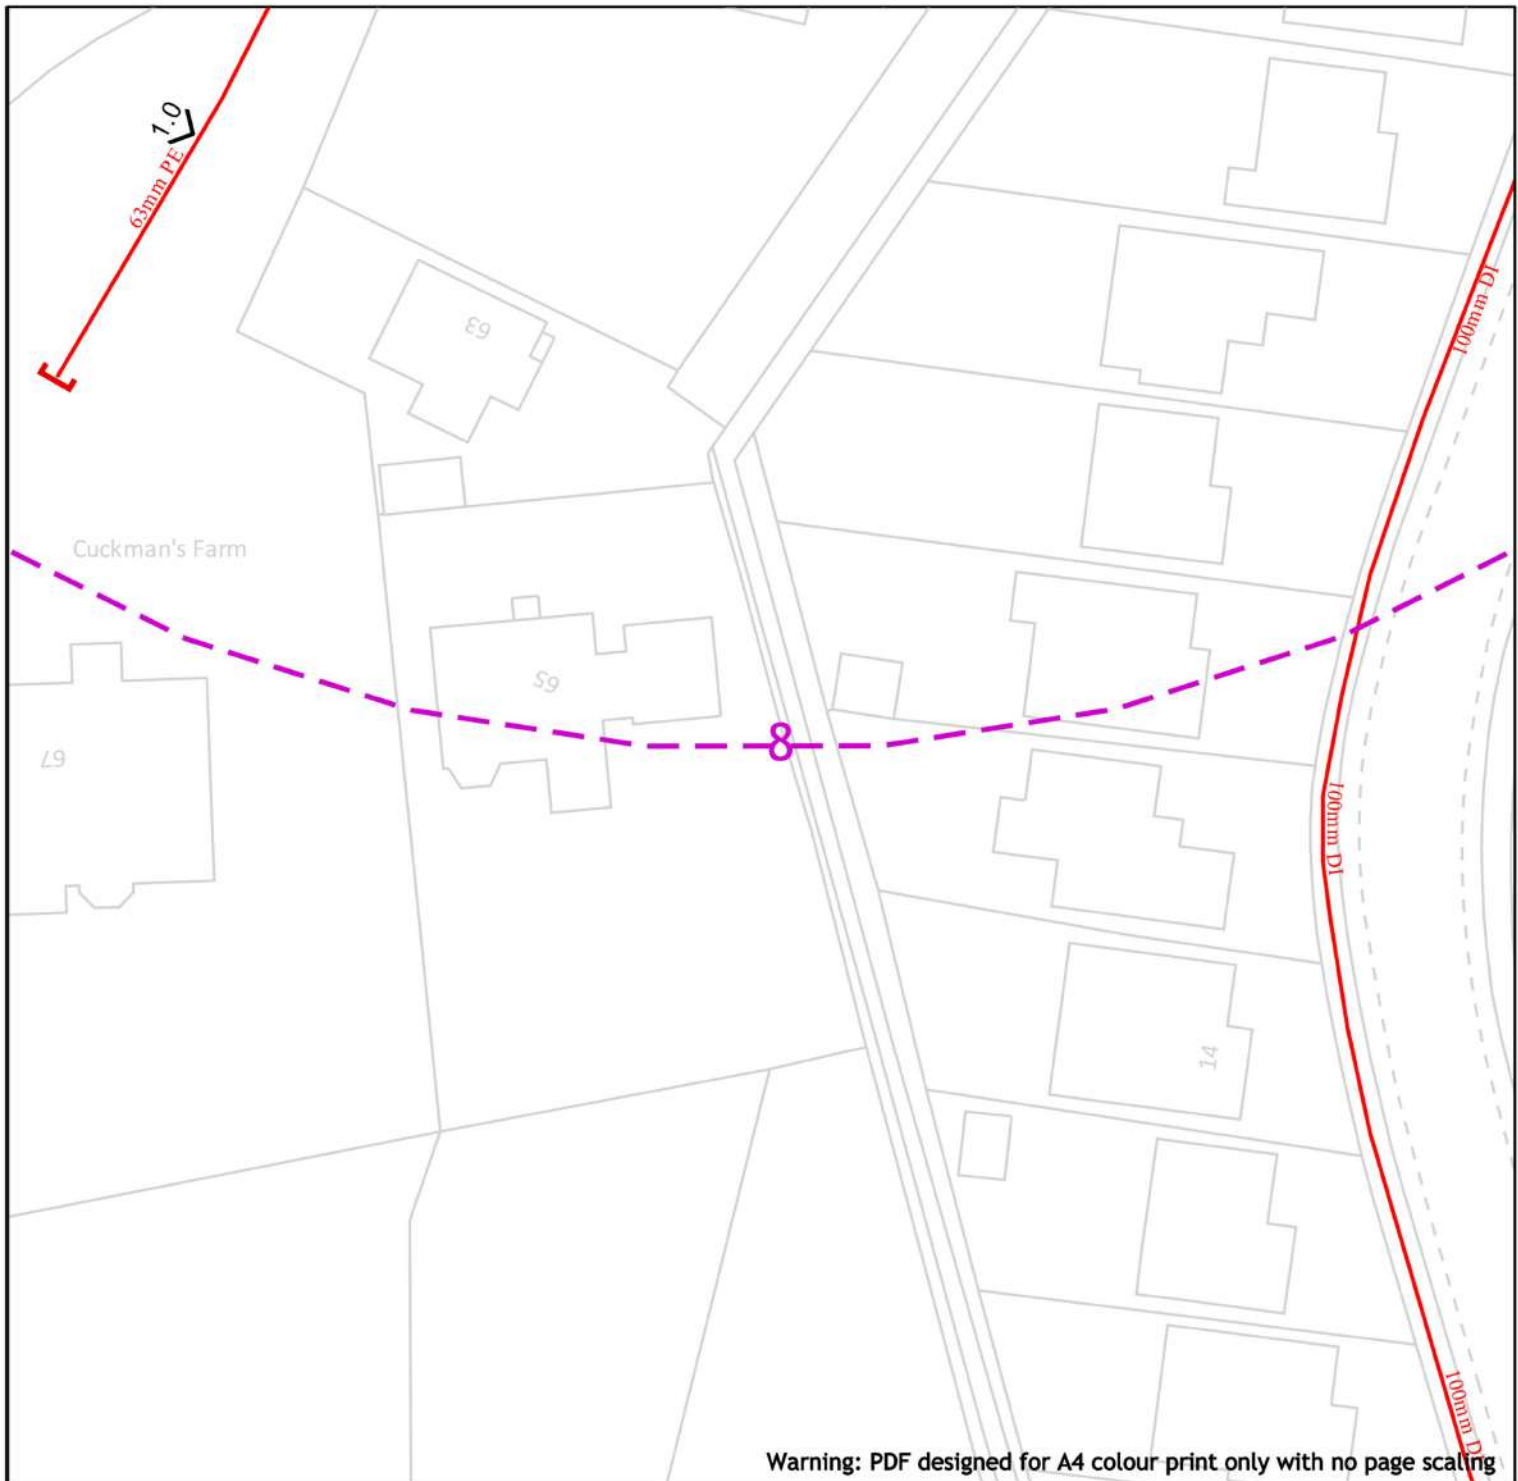 1.0
63mm PE
63
100mm DI
Cuckman's Farm
65
67
8
100mm DI
14
100mm DI
Warning: PDF designed for A4 colour print only with no page scaling